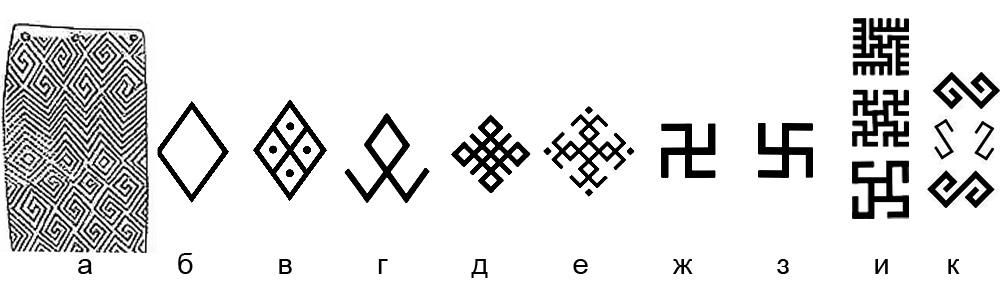 а б в г д е ж з и к